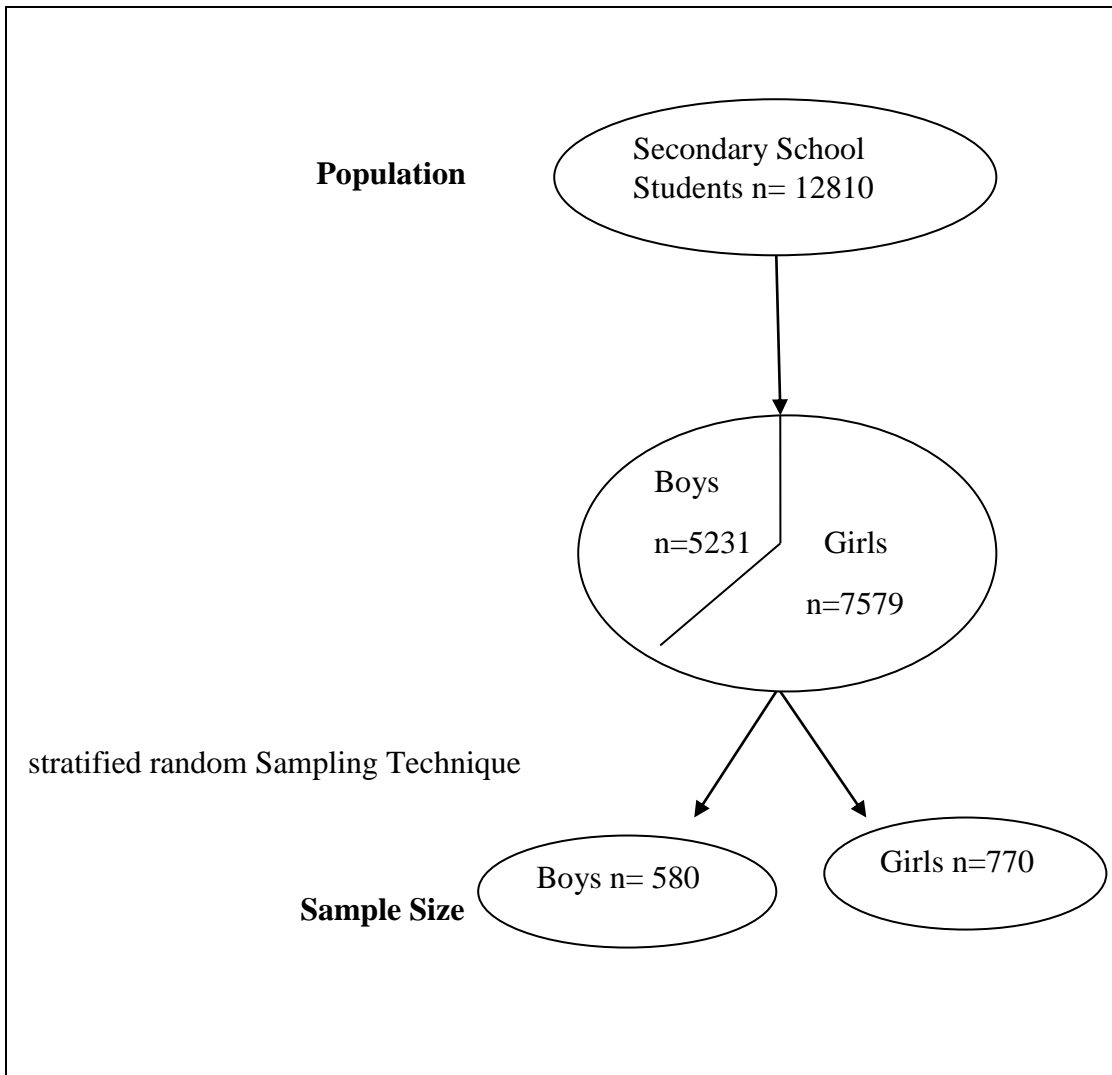 Population
Secondary School
Students n= 12810
Boys
n=5231
Girls
n=7579
stratified random Sampling Technique
Sample Size
Boys n= 580
Girls n=770